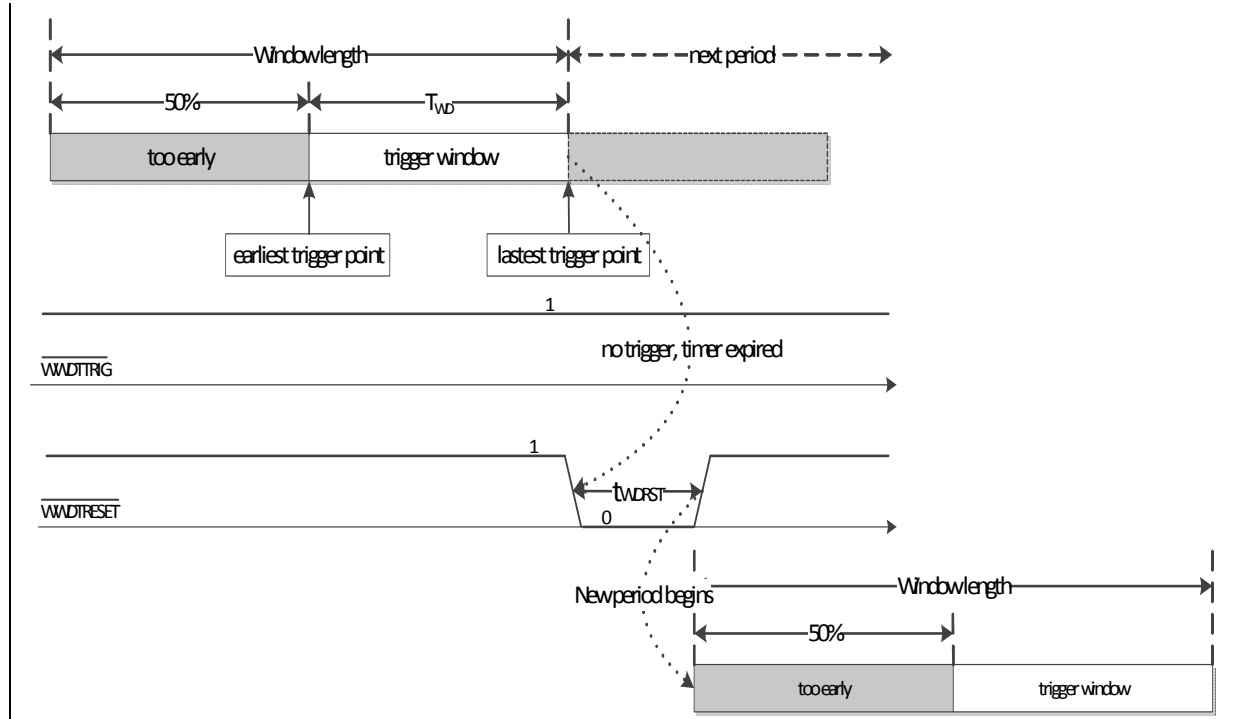 Window length
next period
50%
TWD
too early
trigger window
earliest trigger point
lastest trigger point
1
no trigger, timer expired
WWDTTRIG
1
tWDRST
WWDTRESET
0
New period begins
Window length
50%
too early
trigger window